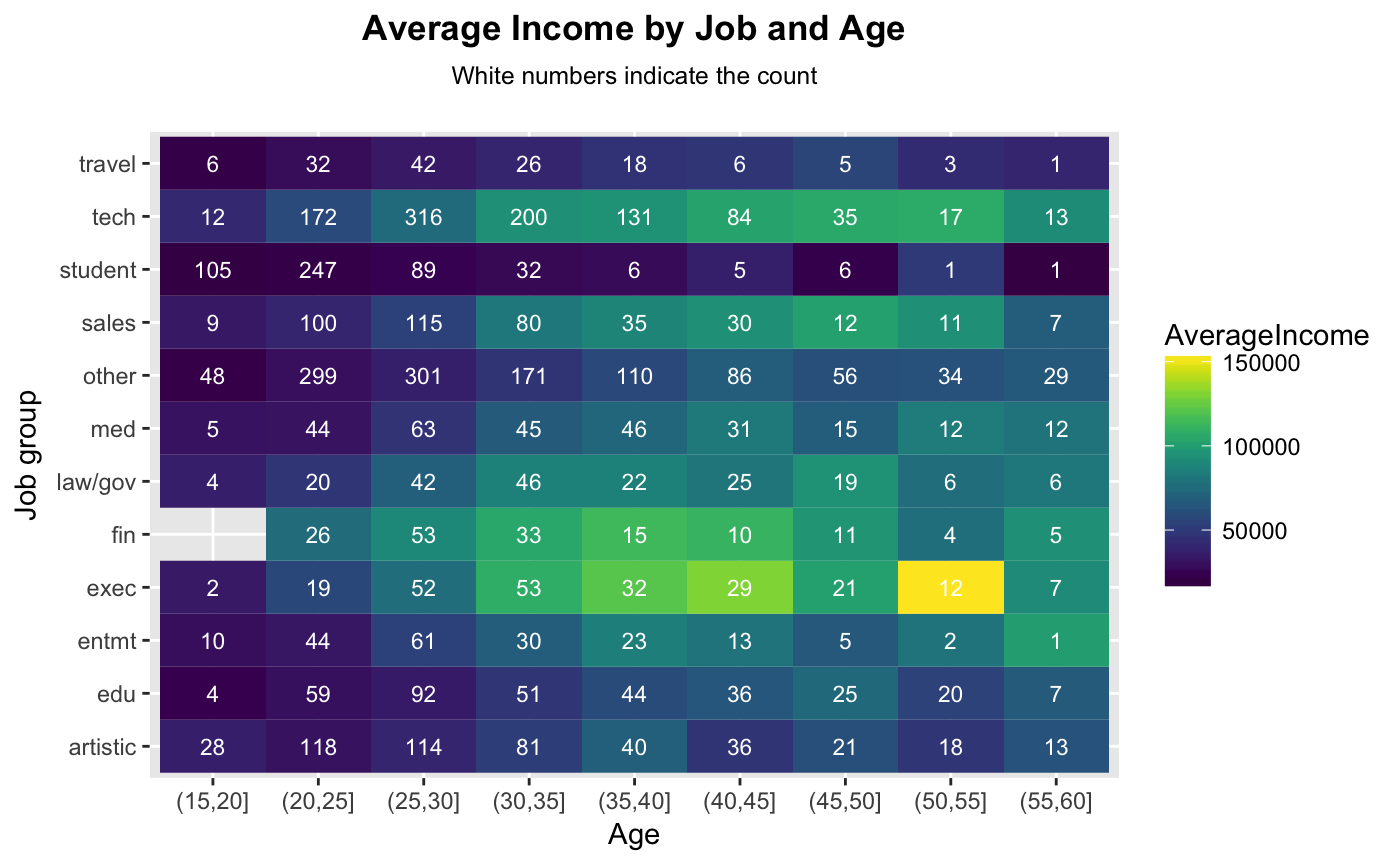 Average Income by Job and Age
White numbers indicate the count
Job group
travel 6 32 42 26 18 6 5 3 1
tech 12 172 316 200 131 84 35 17 13
student 105 247 89 32 6 5 6 1 1
sales 9 100 115 80 35 30 12 11 7
other 48 299 301 171 110 86 56 34 29
med 5 44 63 45 46 31 15 12 12
law/gov 4 20 42 46 22 25 19 6 6
fin 26 53 33 15 10 11 4 5
exec 2 19 52 53 32 29 21 12 7
entmt 10 44 61 30 23 13 5 2 1
edu 4 59 92 51 44 36 25 20 7
artistic 28 118 114 81 40 36 21 18 13
(15,20] (20,25] (25,30] (30,35] (35,40] (40,45] (45,50] (50,55] (55,60]
Age
AverageIncome
150000
100000
50000